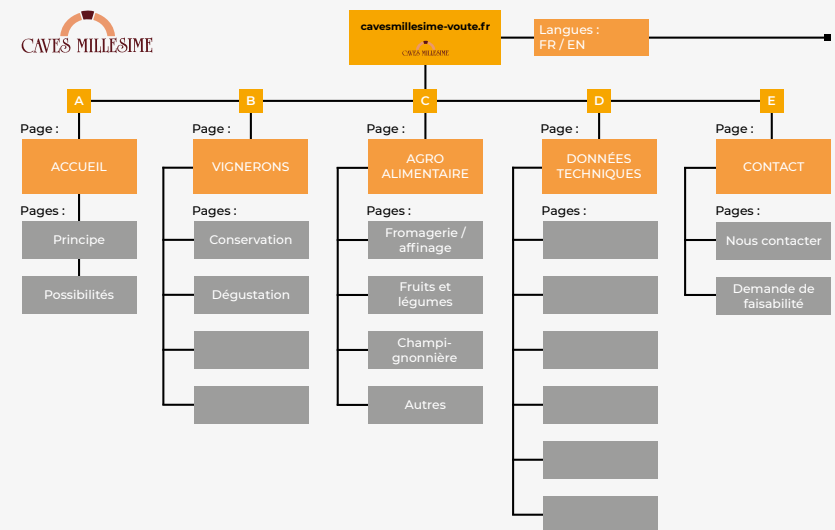 CAVES MILLESIME
cavesmillesime-voute.fr
CAVES MILLESIME
Langues :
FR / EN
A
B
C
D
E
Page :
Page :
Page :
Page :
Page :
ACCUEIL
VIGNERONS
AGRO
ALIMENTAIRE
DONNÉES
TECHNIQUES
CONTACT
Pages :
Pages :
Pages :
Pages :
Pages :
Principe
Conservation
Fromagerie /
affinage
Nous contacter
Possibilités
Dégustation
Fruits et
légumes
Demande de
faisabilité
Champi-
gnonnière
Autres